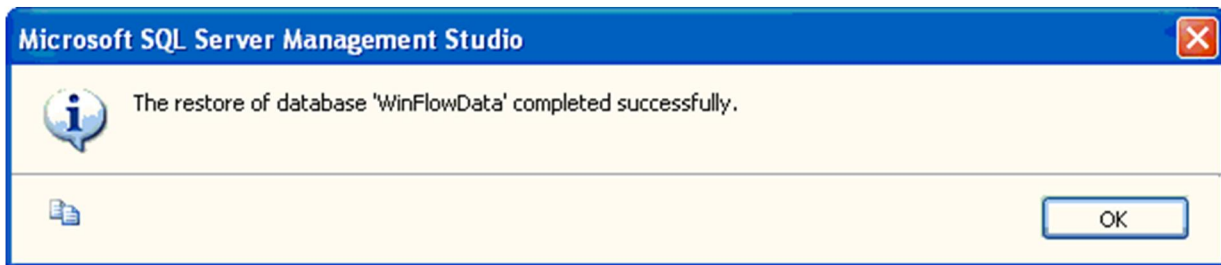 Microsoft SQL Server Management Studio
The restore of database 'WinFlowData' completed successfully.
OK